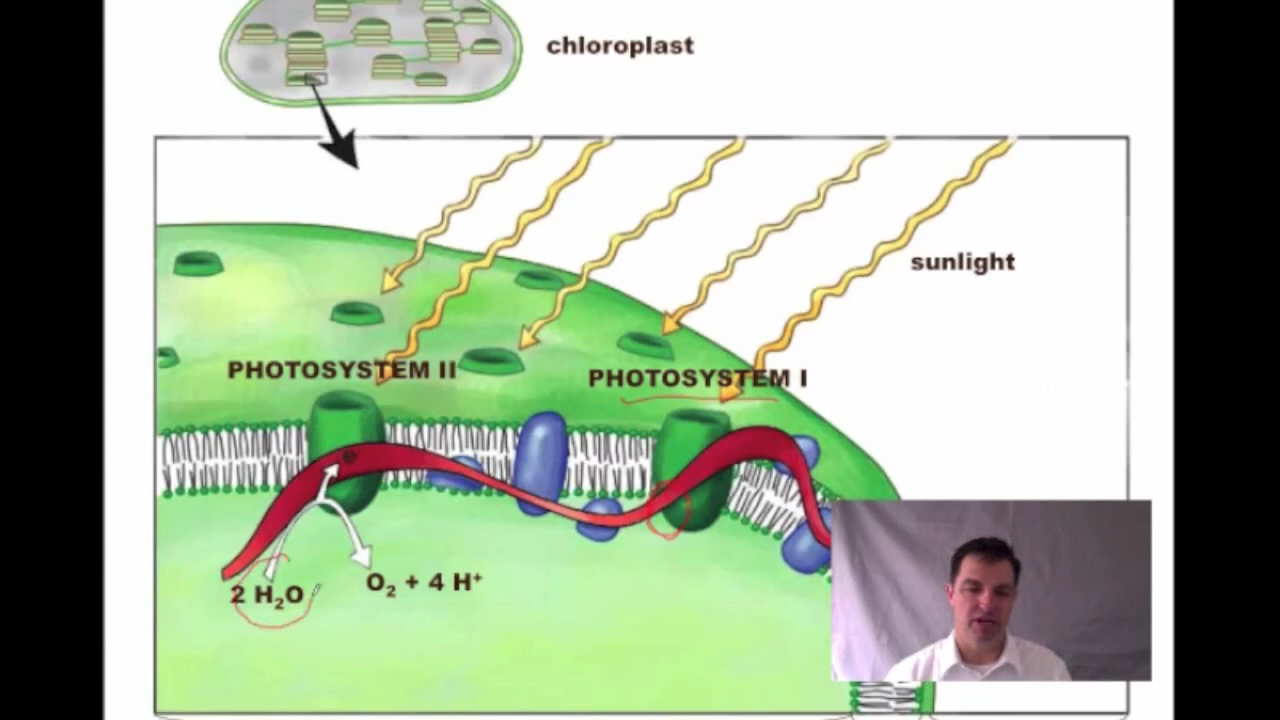 chloroplast
sunlight
PHOTOSYSTEM II
PHOTOSYSTEM I
2 H₂O
O₂ + 4 H⁺